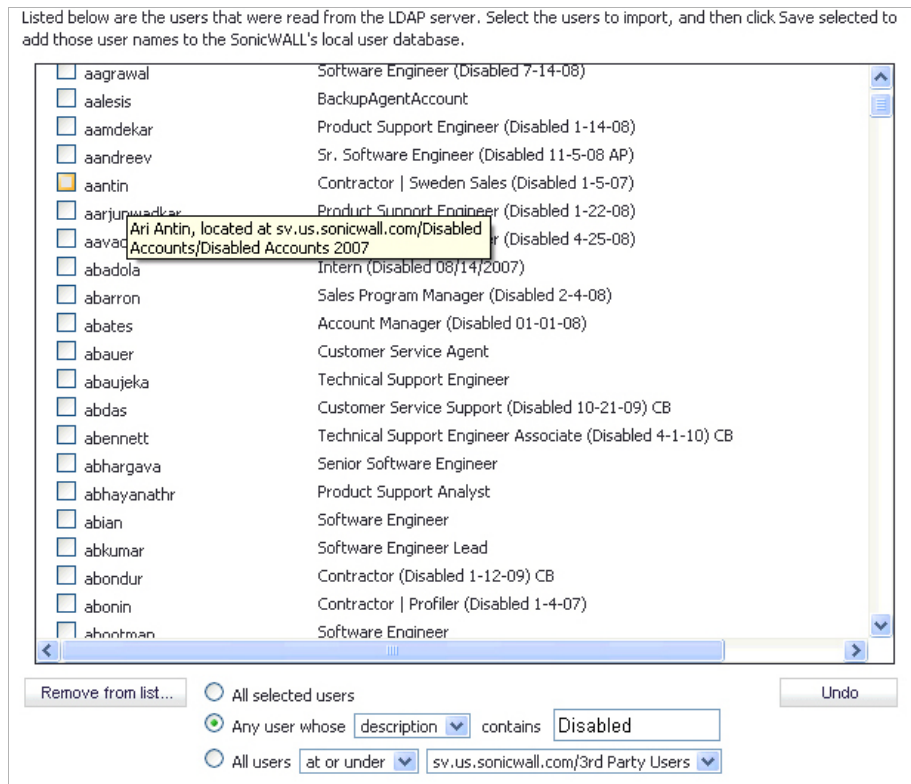 Listed below are the users that were read from the LDAP server. Select the users to import, and then click Save selected to
add those user names to the SonicWALL's local user database.
aagrawal Software Engineer (Disabled 7-14-08)
aalesis BackupAgentAccount
aamdekar Product Support Engineer (Disabled 1-14-08)
aandreev Sr. Software Engineer (Disabled 11-5-08 AP)
aantin Contractor | Sweden Sales (Disabled 1-5-07)
aarjunwadkar Product Support Engineer (Disabled 1-22-08)
Ari Antin, located at sv.us.sonicwall.com/Disabled
Accounts/Disabled Accounts 2007
(Disabled 4-25-08)
abadola Intern (Disabled 08/14/2007)
abarron Sales Program Manager (Disabled 2-4-08)
abates Account Manager (Disabled 01-01-08)
abauer Customer Service Agent
abaujeka Technical Support Engineer
abdas Customer Service Support (Disabled 10-21-09) CB
abennett Technical Support Engineer Associate (Disabled 4-1-10) CB
abhargava Senior Software Engineer
abhayanathr Product Support Analyst
abian Software Engineer
abkumar Software Engineer Lead
abondur Contractor (Disabled 1-12-09) CB
abonin Contractor | Profiler (Disabled 1-4-07)
abootman Software Engineer
Remove from list... All selected users Undo
Any user whose description contains Disabled
All users at or under sv.us.sonicwall.com/3rd Party Users